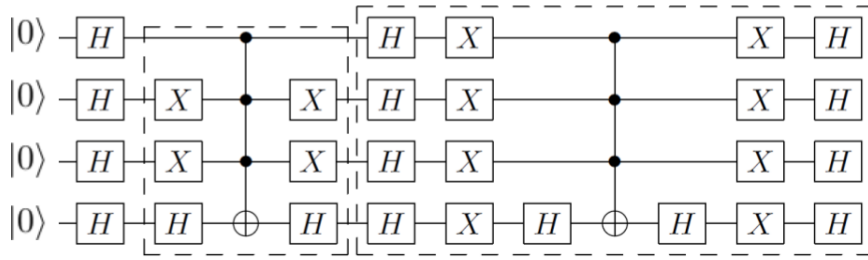 |0⟩ H H X X H
|0⟩ H X X H X X H
|0⟩ H X X H X X H
|0⟩ H H H H X H H X H